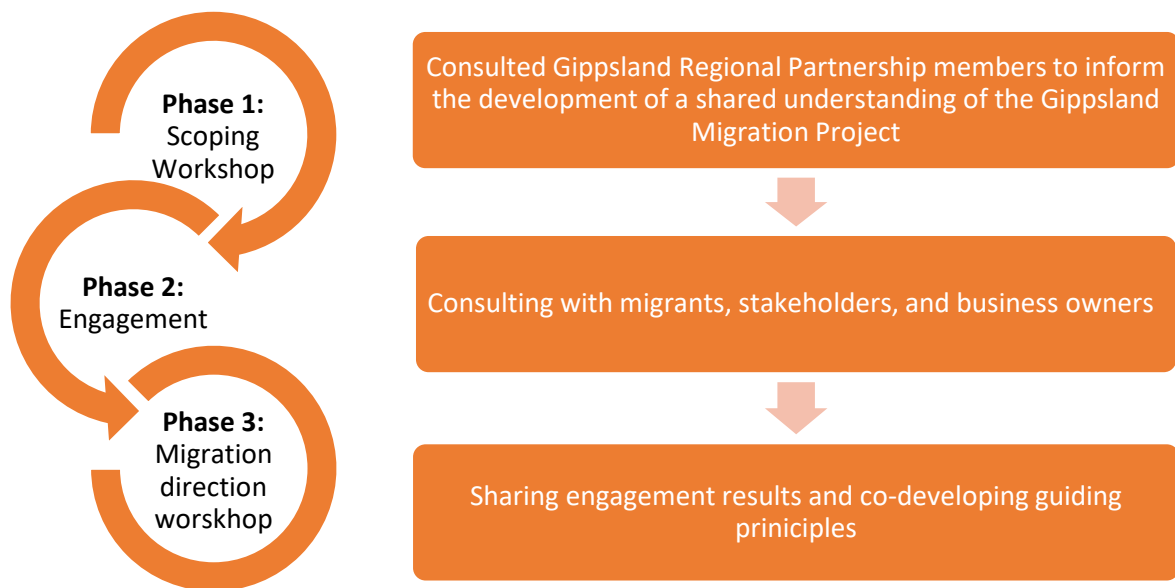 Phase 1:
Scoping
Workshop
Consulted Gippsland Regional Partnership members to inform
the development of a shared understanding of the Gippsland
Migration Project
Phase 2:
Engagement
Consulting with migrants, stakeholders, and business owners
Phase 3:
Migration
direction
worskhop
Sharing engagement results and co-developing guiding
priniciples